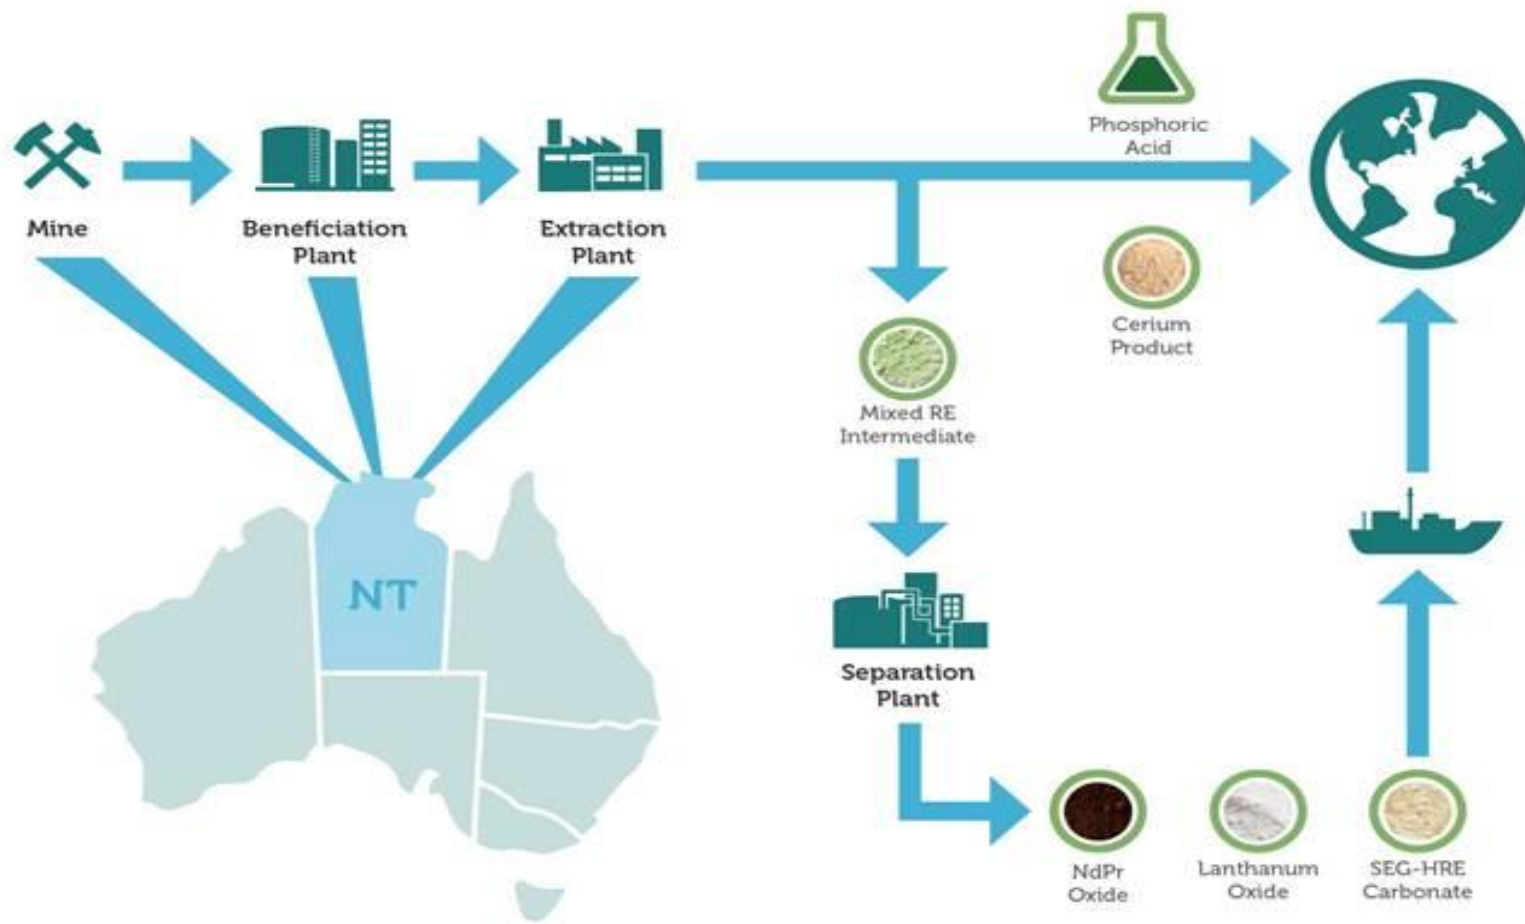 Phosphoric
Acid
Mine
Beneficiation
Plant
Extraction
Plant
Cerium
Product
Mixed RE
Intermediate
NT
Separation
Plant
NdPr
Oxide
Lanthanum
Oxide
SEG-HRE
Carbonate